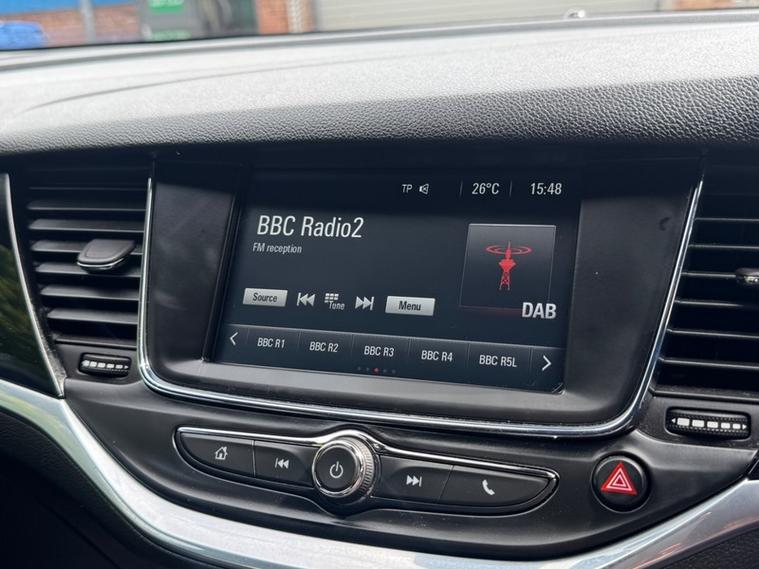 TP 26°C 15:48
BBC Radio2
FM reception
DAB
Source Tune Menu
BBC R1 BBC R2 BBC R3 BBC R4 BBC R5L